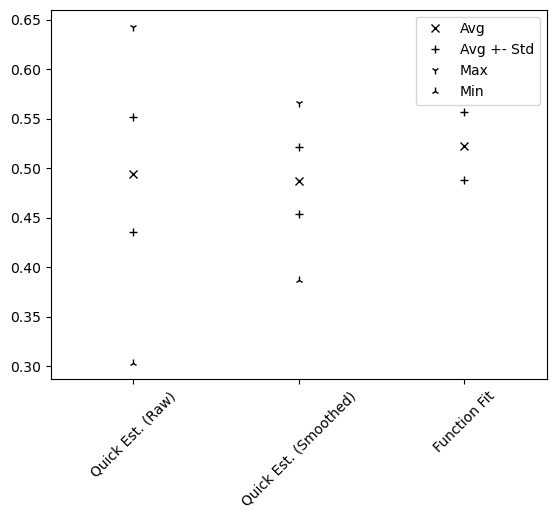 0.65
0.60
0.55
0.50
0.45
0.40
0.35
0.30
Avg
Avg +- Std
Max
Min
Quick Est. (Raw)
Quick Est. (Smoothed)
Function Fit